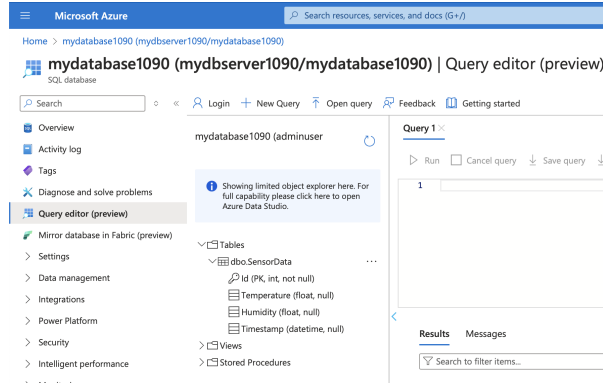 Microsoft Azure
Search resources, services, and docs (G+/)
Home > mydatabase1090 (mydbserver1090/mydatabase1090)
mydatabase1090 (mydbserver1090/mydatabase1090) | Query editor (preview)
SQL database
Search
Login
New Query
Open query
Feedback
Getting started
Overview
Activity log
Tags
Diagnose and solve problems
Query editor (preview)
Mirror database in Fabric (preview)
Settings
Data management
Integrations
Power Platform
Security
Intelligent performance
mydatabase1090 (adminuser
Showing limited object explorer here. For
full capability please click here to open
Azure Data Studio.
Tables
dbo.SensorData
Id (PK, int, not null)
Temperature (float, null)
Humidity (float, null)
Timestamp (datetime, null)
Views
Stored Procedures
Query 1
Run
Cancel query
Save query
1
Results
Messages
Search to filter items...